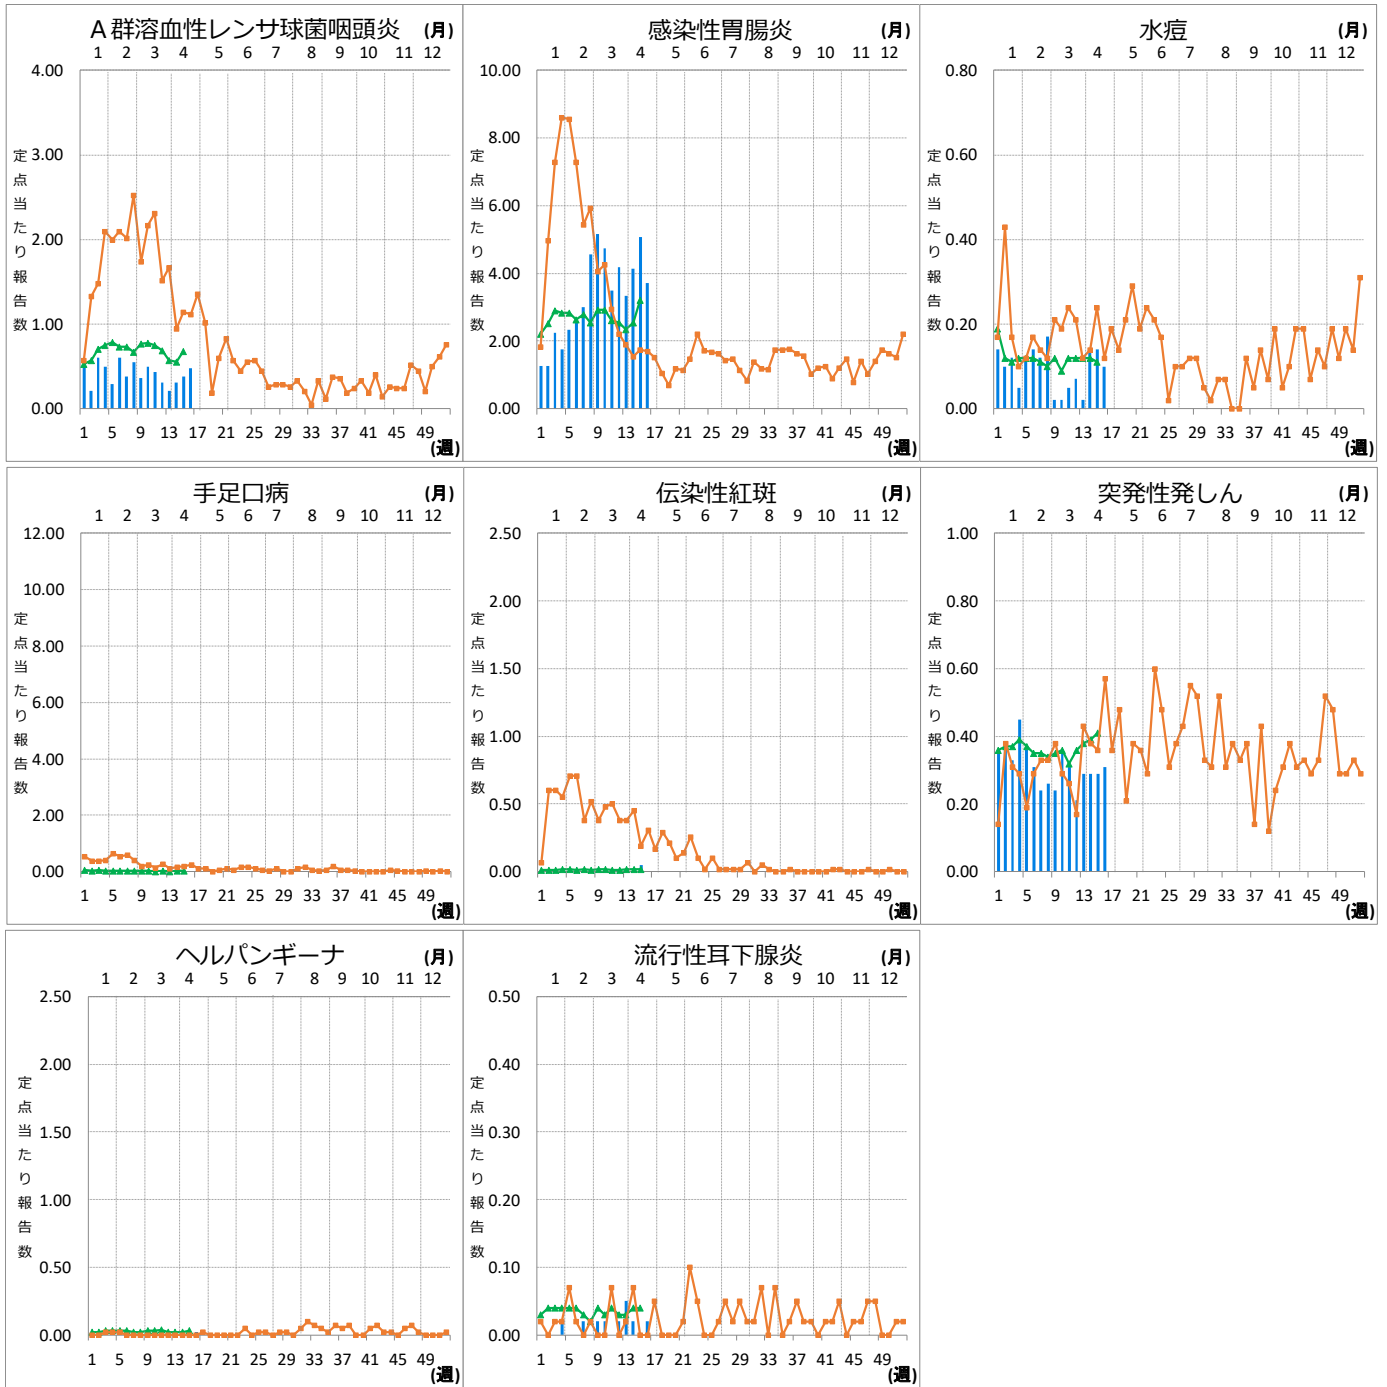 A群溶血性レンサ球菌咽頭炎 (月)
1 2 3 4 5 6 7 8 9 10 11 12
4.00
3.00
2.00
1.00
0.00
定点当たり報告数
1 5 9 13 17 21 25 29 33 37 41 45 49
(週)
感染性胃腸炎 (月)
1 2 3 4 5 6 7 8 9 10 11 12
10.00
8.00
6.00
4.00
2.00
0.00
定点当たり報告数
1 5 9 13 17 21 25 29 33 37 41 45 49
(週)
水痘 (月)
1 2 3 4 5 6 7 8 9 10 11 12
0.80
0.60
0.40
0.20
0.00
定点当たり報告数
1 5 9 13 17 21 25 29 33 37 41 45 49
(週)
手足口病 (月)
1 2 3 4 5 6 7 8 9 10 11 12
12.00
10.00
8.00
6.00
4.00
2.00
0.00
定点当たり報告数
1 5 9 13 17 21 25 29 33 37 41 45 49
(週)
伝染性紅斑 (月)
1 2 3 4 5 6 7 8 9 10 11 12
2.50
2.00
1.50
1.00
0.50
0.00
定点当たり報告数
1 5 9 13 17 21 25 29 33 37 41 45 49
(週)
突発性発しん (月)
1 2 3 4 5 6 7 8 9 10 11 12
1.00
0.80
0.60
0.40
0.20
0.00
定点当たり報告数
1 5 9 13 17 21 25 29 33 37 41 45 49
(週)
ヘルパンギーナ (月)
1 2 3 4 5 6 7 8 9 10 11 12
2.50
2.00
1.50
1.00
0.50
0.00
定点当たり報告数
1 5 9 13 17 21 25 29 33 37 41 45 49
(週)
流行性耳下腺炎 (月)
1 2 3 4 5 6 7 8 9 10 11 12
0.50
0.40
0.30
0.20
0.10
0.00
定点当たり報告数
1 5 9 13 17 21 25 29 33 37 41 45 49
(週)